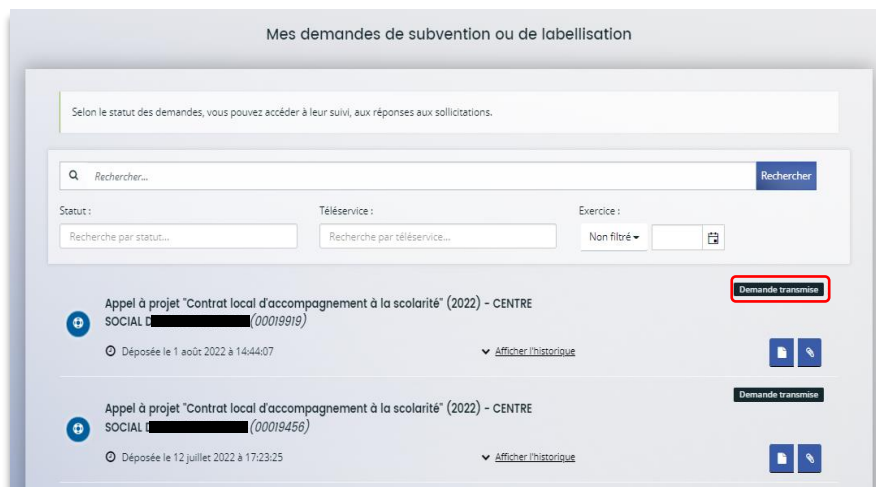 Mes demandes de subvention ou de labellisation
Selon le statut des demandes, vous pouvez accéder à leur suivi, aux réponses aux sollicitations.
Rechercher...
Rechercher
Statut :
Téléservice :
Exercice :
Recherche par statut...
Recherche par téléservice...
Non filtré
Demande transmise
Appel à projet "Contrat local d'accompagnement à la scolarité" (2022) - CENTRE
SOCIAL (00019919)
Déposée le 1 août 2022 à 14:44:07
Afficher l'historique
Demande transmise
Appel à projet "Contrat local d'accompagnement à la scolarité" (2022) - CENTRE
SOCIAL (00019456)
Déposée le 12 juillet 2022 à 17:23:25
Afficher l'historique